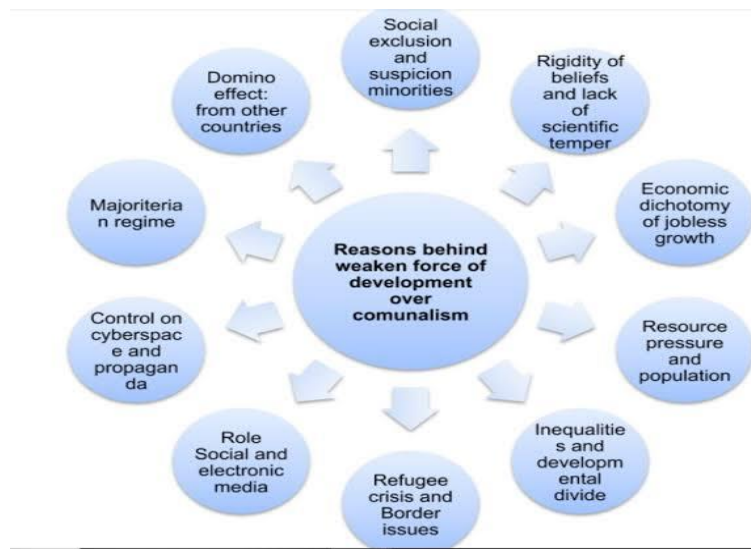 Social
exclusion
and
suspicion
minorities
Rigidity of
beliefs
and lack
of
scientific
temper
Economic
dichotomy
of jobless
growth
Resource
pressure
and
population
Inequalitie
s and
developm
ental
divide
Refugee
crisis and
Border
issues
Role
Social and
electronic
media
Control on
cyberspac
e and
propagan
da
Majoriteria
n regime
Domino
effect:
from other
countries
Reasons behind
weaken force of
development
over
comunalism